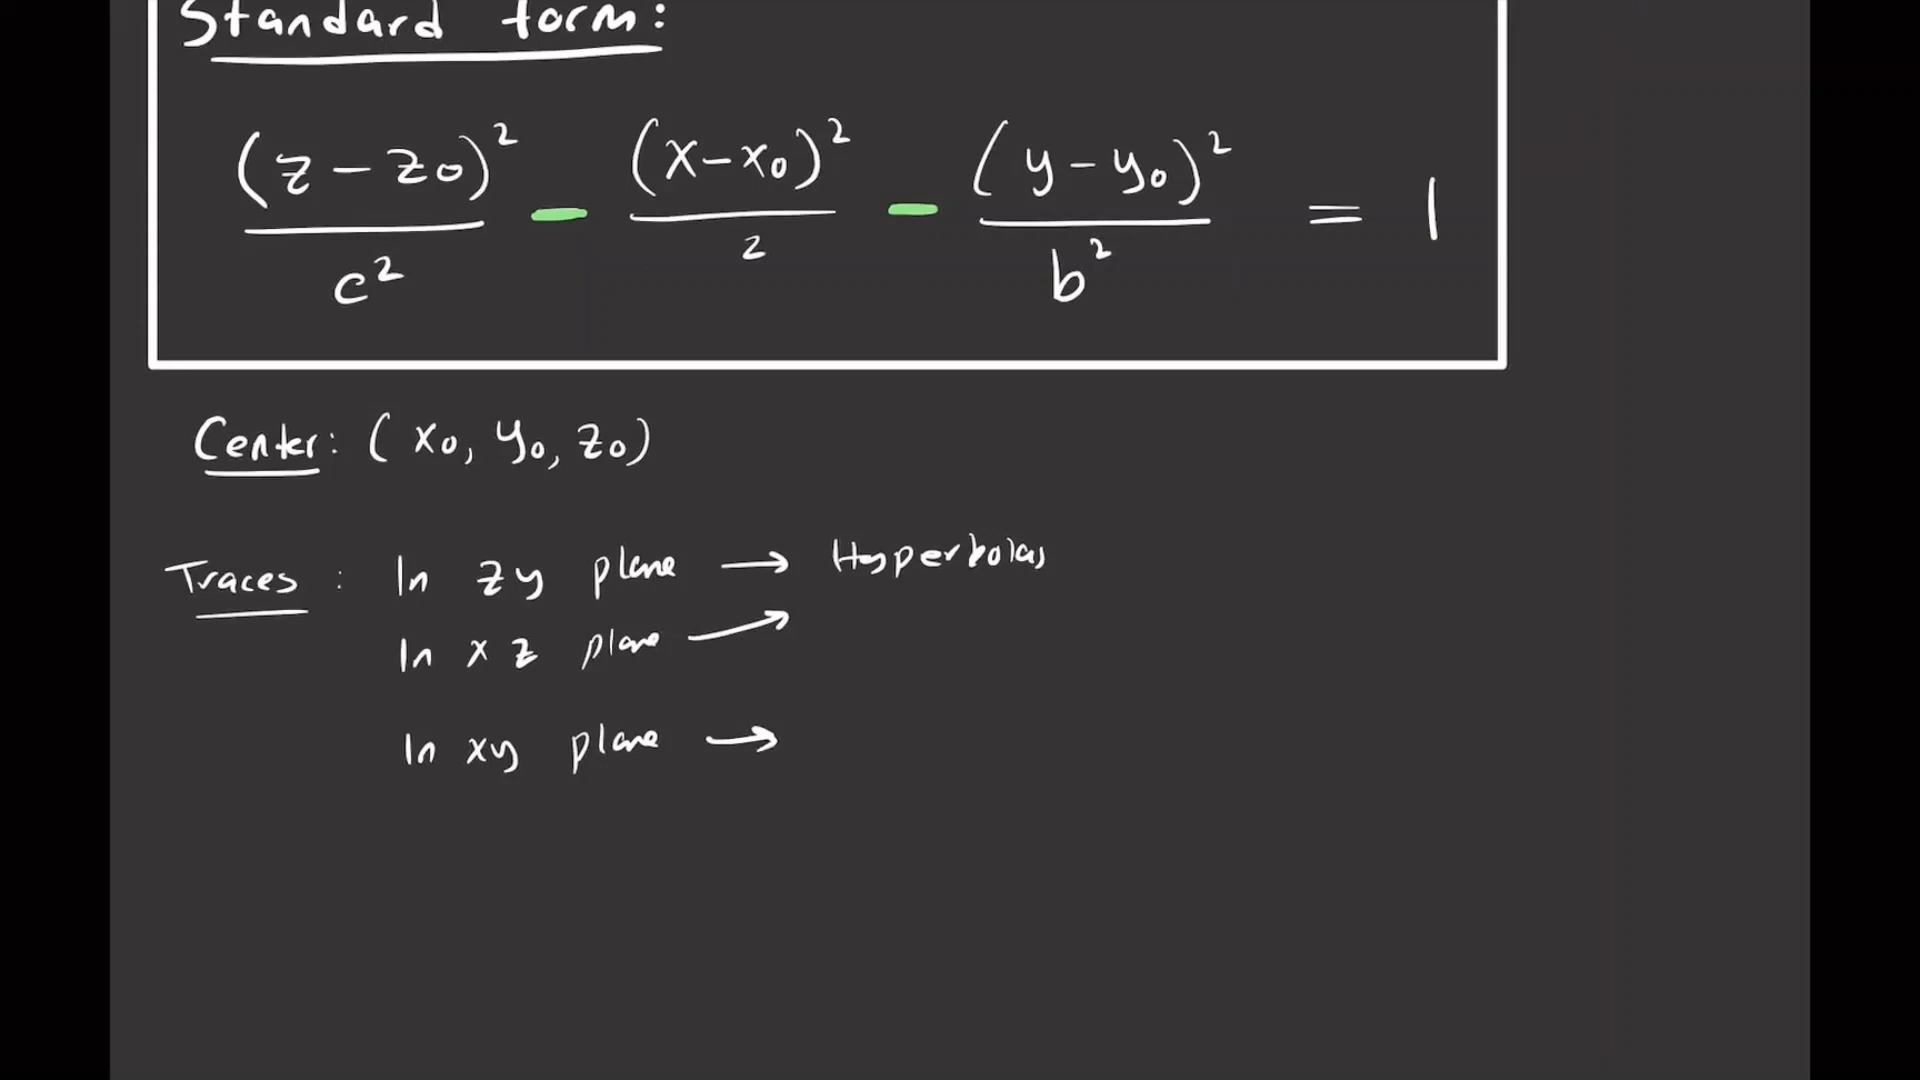 Standard form:
(z - z0)² / c² - (x-x₀)² / ² - (y-y₀)² / b² = 1
Center: (x₀, y₀, z₀)
Traces: In zy plane → Hyperbolas
In xz plane →
In xy plane →